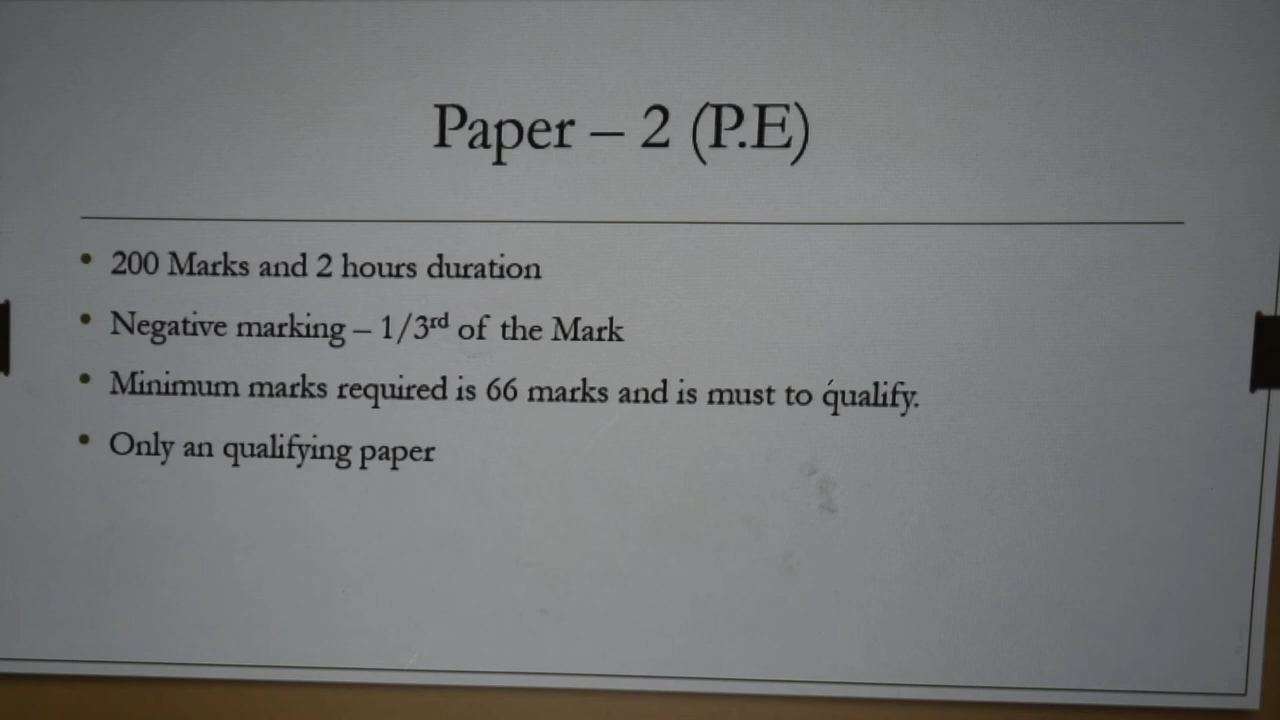 Paper – 2 (P.E)
• 200 Marks and 2 hours duration
• Negative marking – 1/3rd of the Mark
• Minimum marks required is 66 marks and is must to qualify.
• Only an qualifying paper